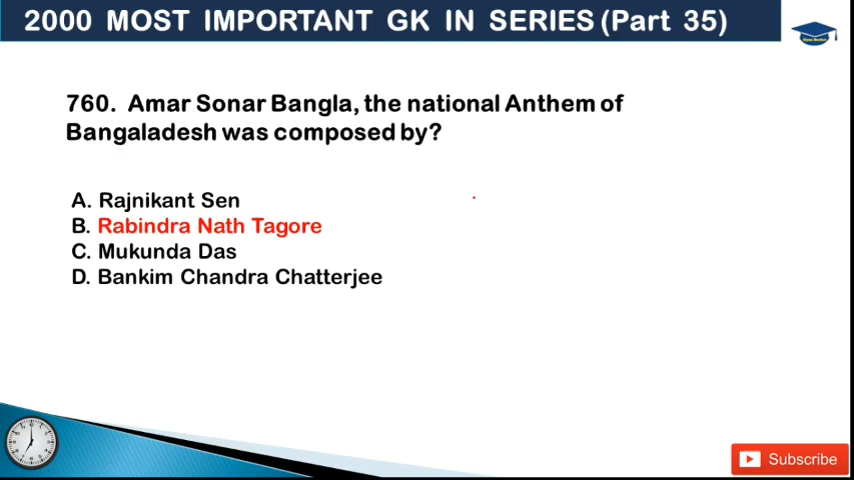 2000 MOST IMPORTANT GK IN SERIES (Part 35)
760. Amar Sonar Bangla, the national Anthem of
Bangaladesh was composed by?
A. Rajnikant Sen
B. Rabindra Nath Tagore
C. Mukunda Das
D. Bankim Chandra Chatterjee
Subscribe